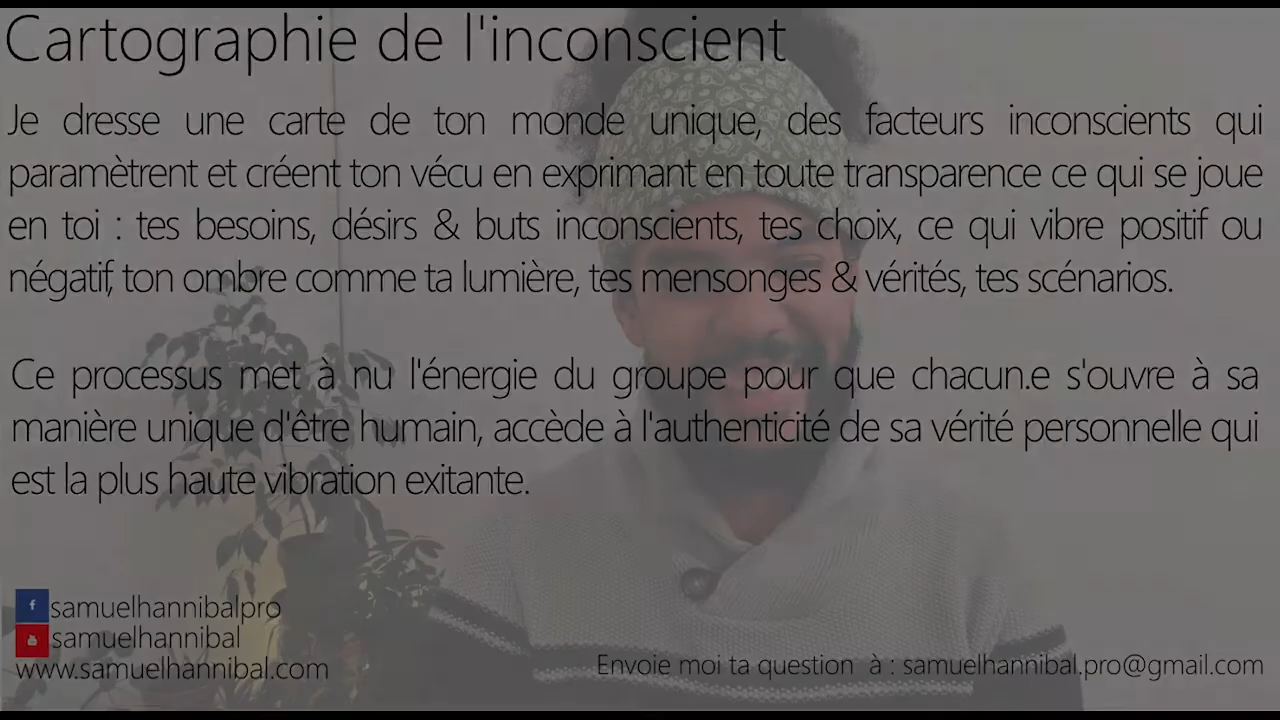 Cartographie de l'inconscient
Je dresse une carte de ton monde unique, des facteurs inconscients qui
paramètrent et créent ton vécu en exprimant en toute transparence ce qui se joue
en toi : tes besoins, désirs & buts inconscients, tes choix, ce qui vibre positif ou
négatif, ton ombre comme ta lumière, tes mensonges & vérités, tes scénarios.
Ce processus met à nu l'énergie du groupe pour que chacun.e s'ouvre à sa
manière unique d'être humain, accède à l'authenticité de sa vérité personnelle qui
est la plus haute vibration exitante.
samuelhannibalpro
samuelhannibal
www.samuelhannibal.com
Envoie moi ta question à : samuelhannibal.pro@gmail.com